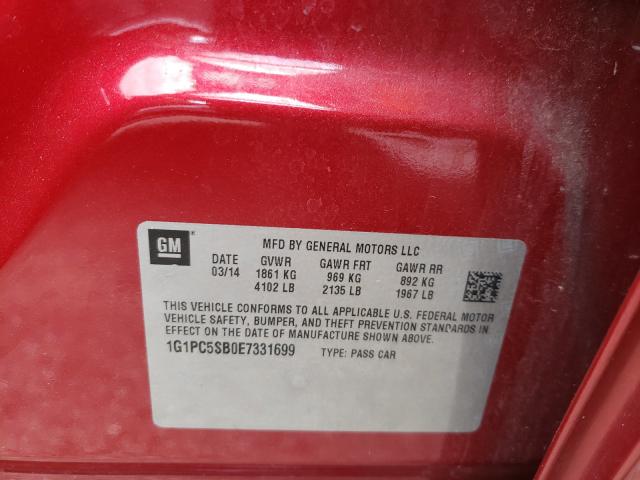 GM
MFD BY GENERAL MOTORS LLC
DATE GVWR GAWR FRT GAWR RR
03/14 1861 KG 969 KG 892 KG
4102 LB 2135 LB 1967 LB
THIS VEHICLE CONFORMS TO ALL APPLICABLE U.S. FEDERAL MOTOR
VEHICLE SAFETY, BUMPER, AND THEFT PREVENTION STANDARDS
IN EFFECT ON THE DATE OF MANUFACTURE SHOWN ABOVE.
1G1PC5SB0E7331699 TYPE: PASS CAR